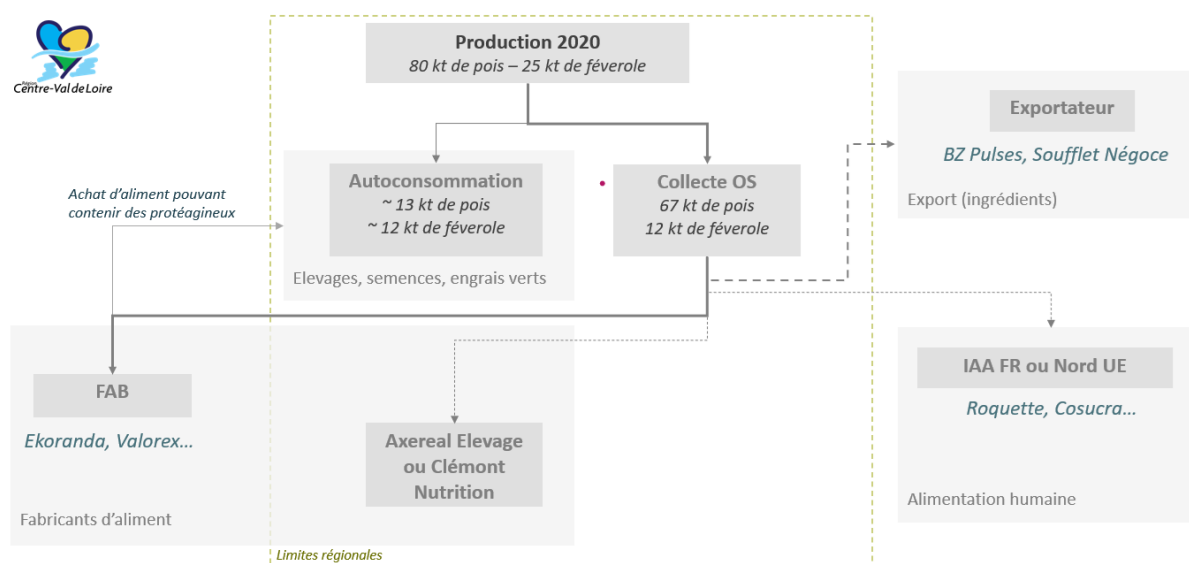 Région
Centre-Val de Loire
Production 2020
80 kt de pois – 25 kt de féverole
Exportateur
BZ Pulses, Soufflet Négoce
Export (ingrédients)
Achat d'aliment pouvant
contenir des protéagineux
Autoconsommation
~ 13 kt de pois
~ 12 kt de féverole
Elevages, semences, engrais verts
Collecte OS
67 kt de pois
12 kt de féverole
FAB
Ekoranda, Valorex…
Fabricants d'aliment
Axereal Elevage
ou Clémont
Nutrition
IAA FR ou Nord UE
Roquette, Cosucra…
Alimentation humaine
Limites régionales